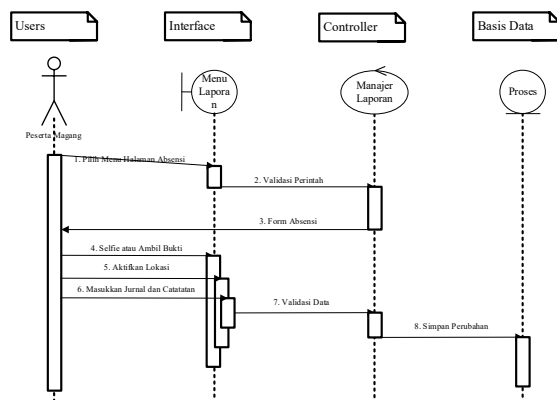 Users
Interface
Controller
Basis Data
Menu
Lapora
n
Manajer
Laporan
Proses
Peserta Magang
1. Pilih Menu Halaman Absensi
2. Validasi Perintah
3. Form Absensi
4. Selfie atau Ambil Bukti
5. Aktifkan Lokasi
6. Masukkan Jurnal dan Catatatan
7. Validasi Data
8. Simpan Perubahan